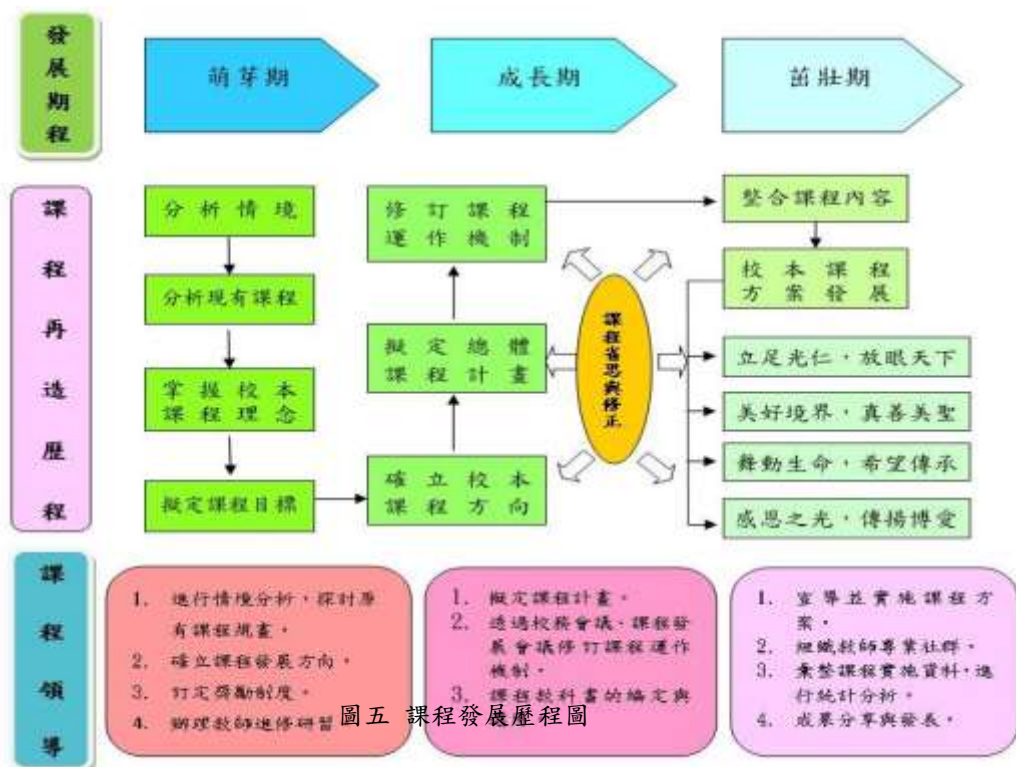 發展期程
萌芽期
成長期
茁壯期
課程再造歷程
分析情境
分析現有課程
掌握校本
課程理念
擬定課程目標
修訂課程
運作機制
擬定總體
課程計畫
確立校本
課程方向
課程省思與修正
整合課程內容
校本課程
方案發展
立足光仁，放眼天下
美好境界，真善美聖
舞動生命，希望傳承
感恩之光，傳揚博愛
課程領導
1. 進行情境分析，探討原
有課程規畫。
2. 確立課程發展方向。
3. 訂定獎勵制度。
4. 辦理教師進修研習
1. 擬定課程計畫。
2. 透過校務會議、課程發
展會議修訂課程運作
機制。
3. 課程教科書的編定與
1. 宣導並實施課程方
案。
2. 組織教師專業社群。
3. 彙整課程實施資料，進
行統計分析。
4. 成果分享與發表。
圖五 課程發展歷程圖